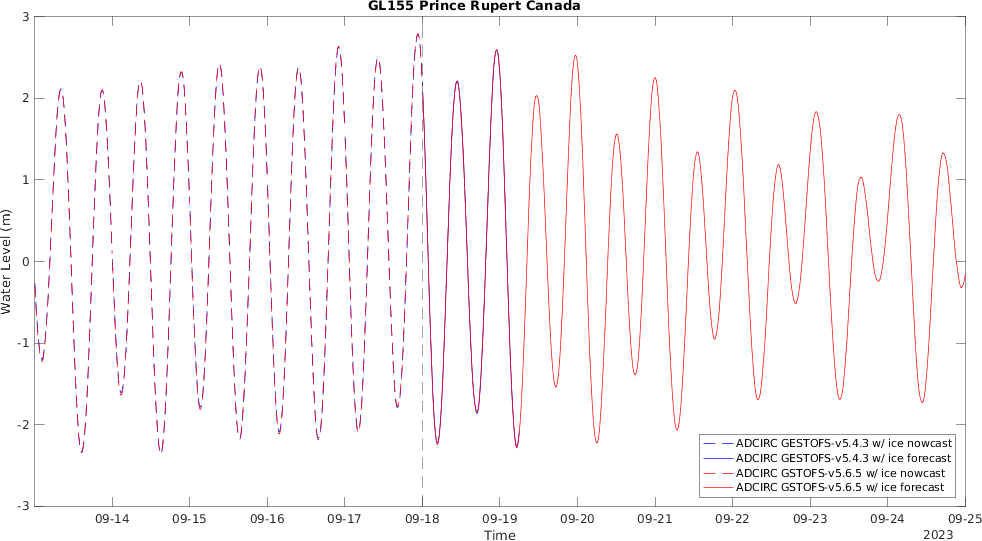 GL155 Prince Rupert Canada
3
2
1
0
-1
-2
-3
Water Level (m)
ADCIRC GESTOFS-v5.4.3 w/ ice nowcast
ADCIRC GESTOFS-v5.4.3 w/ ice forecast
ADCIRC GSTOFS-v5.6.5 w/ ice nowcast
ADCIRC GSTOFS-v5.6.5 w/ ice forecast
09-14 09-15 09-16 09-17 09-18 09-19 09-20 09-21 09-22 09-23 09-24 09-25
Time
2023